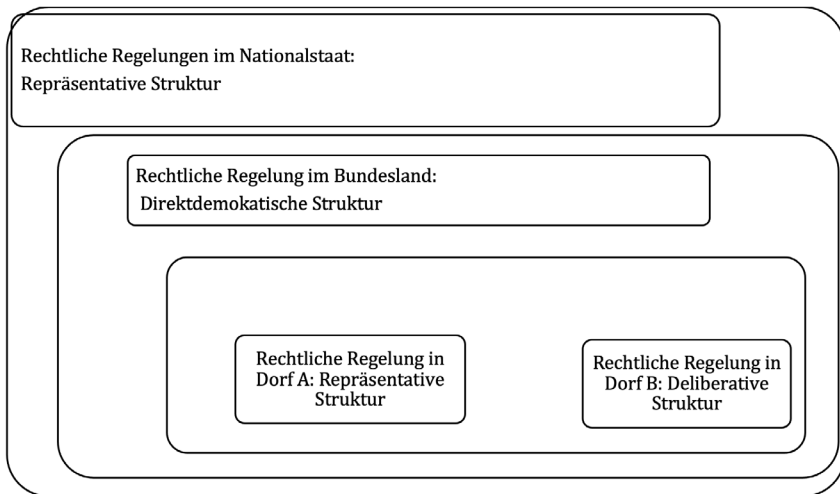 Rechtliche Regelungen im Nationalstaat:
Repräsentative Struktur
Rechtliche Regelung im Bundesland:
Direktdemokatische Struktur
Rechtliche Regelung in
Dorf A: Repräsentative
Struktur
Rechtliche Regelung in
Dorf B: Deliberative
Struktur